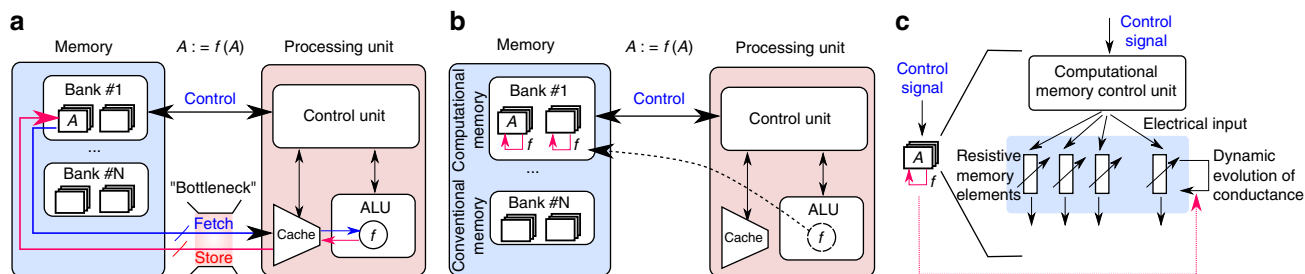 a
Memory
A := f (A)
Processing unit
Bank #1
A
...
Bank #N
Control
Control unit
"Bottleneck"
Fetch
Store
Cache
ALU
f
b
Memory
A := f (A)
Processing unit
Computational
memory
Conventional
memory
Bank #1
A
f
f
...
Bank #N
Control
Control unit
Cache
ALU
f
c
Control
signal
Control
signal
A
f
Computational
memory control unit
Electrical input
Resistive
memory
elements
Dynamic
evolution of
conductance